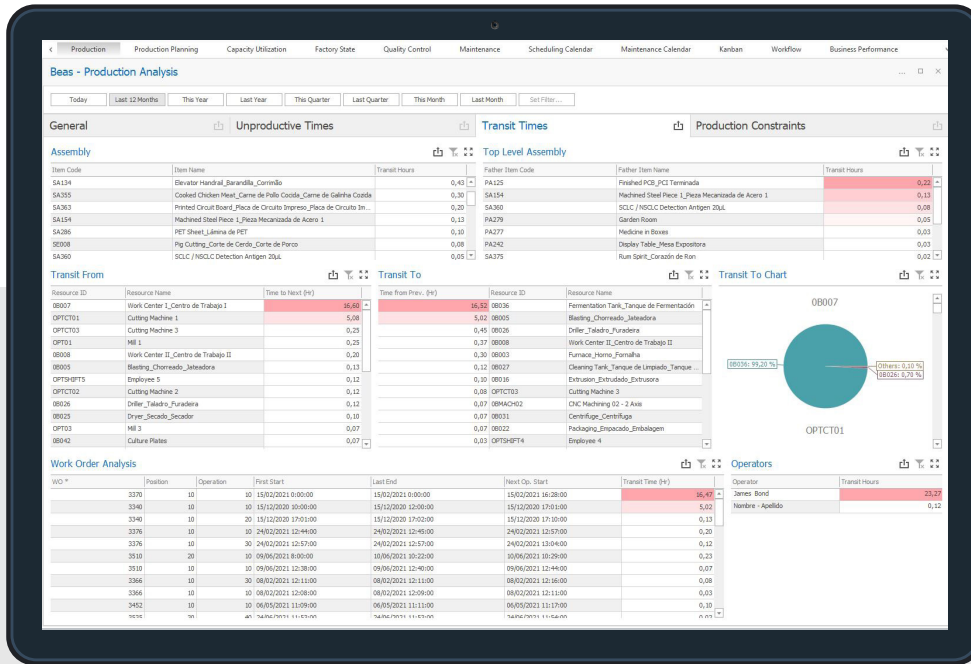 Production Production Planning Capacity Utilization Factory State Quality Control Maintenance Scheduling Calendar Maintenance Calendar Kanban Workflow Business Performance
Beas - Production Analysis
Today Last 12 Months This Year Last Year This Quarter Last Quarter This Month Last Month Set Filter...
General Unproductive Times Transit Times Production Constraints
Assembly
Item Code Item Name Transit Hours
SA134 Elevator Handrail_Barandilla_Corrimão 0,43
SA355 Cooked Chicken Meat_Carne de Pollo Cocida_Carne de Galinha Cozida 0,30
SA363 Printed Circuit Board_Placa de Circuito Impreso_Placa de Circuito Im... 0,20
SA154 Machined Steel Piece 1_Pieza Mecanizada de Acero 1 0,13
SA286 PET Sheet_Lámina de PET 0,10
SE008 Pig Cutting_Corte de Cerdo_Corte de Porco 0,08
SA360 SCLC / NSCLC Detection Antigen 20µL 0,05
Top Level Assembly
Father Item Code Father Item Name Transit Hours
PA125 Finished PCB_PCI Terminada 0,22
SA154 Machined Steel Piece 1_Pieza Mecanizada de Acero 1 0,13
SA360 SCLC / NSCLC Detection Antigen 20µL 0,08
PA279 Garden Room 0,05
PA277 Medicine in Boxes 0,03
PA242 Display Table_Mesa Expositora 0,03
SA375 Rum Spirit_Corazón de Ron 0,02
Transit From
Resource ID Resource Name Time to Next (Hr)
0B007 Work Center I_Centro de Trabajo I 16,60
OPTCT01 Cutting Machine 1 5,08
OPTCT03 Cutting Machine 3 0,25
OPT01 Mill 1 0,25
0B008 Work Center II_Centro de Trabajo II 0,20
0B005 Blasting_Chorreado_Jateadora 0,13
OPTSHIFT5 Employee 5 0,12
OPTCT02 Cutting Machine 2 0,12
0B026 Driller_Taladro_Furadeira 0,12
0B025 Dryer_Secado_Secador 0,10
OPT03 Mill 3 0,07
0B042 Culture Plates 0,07
Transit To
Time from Prev. (Hr) Resource ID Resource Name
16,52 0B036 Fermentation Tank_Tanque de Fermentación
5,02 0B005 Blasting_Chorreado_Jateadora
0,45 0B026 Driller_Taladro_Furadeira
0,37 0B008 Work Center II_Centro de Trabajo II
0,30 0B003 Furnace_Horno_Fornalha
0,12 0B027 Cleaning Tank_Tanque de Limpiado_Tanque ...
0,10 0B016 Extrusion_Extrudado_Extrusora
0,08 OPTCT03 Cutting Machine 3
0,07 0BMACH02 CNC Machining 02 - 2 Axis
0,07 0B031 Centrifuge_Centrífuga
0,07 0B022 Packaging_Empacado_Embalagem
0,03 OPTSHIFT4 Employee 4
Transit To Chart
0B007
0B036: 99,20 %
Others: 0,10 %
0B026: 0,70 %
OPTCT01
Work Order Analysis
WO Position Operation First Start Last End Next Op. Start Transit Time (Hr)
3370 10 10 15/02/2021 0:00:00 15/02/2021 0:00:00 15/02/2021 16:28:00 16,47
3340 10 10 15/12/2020 10:00:00 15/12/2020 12:00:00 15/12/2020 17:01:00 5,02
3340 10 20 15/12/2020 17:01:00 15/12/2020 17:02:00 15/12/2020 17:10:00 0,13
3376 10 10 24/02/2021 12:44:00 24/02/2021 12:45:00 24/02/2021 12:57:00 0,20
3376 10 30 24/02/2021 12:57:00 24/02/2021 12:57:00 24/02/2021 13:04:00 0,12
3510 20 10 09/06/2021 8:00:00 10/06/2021 10:22:00 10/06/2021 10:29:00 0,23
3510 10 10 09/06/2021 12:38:00 09/06/2021 12:40:00 09/06/2021 12:44:00 0,07
3366 10 30 08/02/2021 12:11:00 08/02/2021 12:11:00 08/02/2021 12:16:00 0,08
3366 10 10 08/02/2021 12:08:00 08/02/2021 12:09:00 08/02/2021 12:11:00 0,03
3452 10 10 06/05/2021 11:09:00 06/05/2021 11:11:00 06/05/2021 11:17:00 0,10
Operators
Operator Transit Hours
James Bond 23,27
Nombre - Apellido 0,12